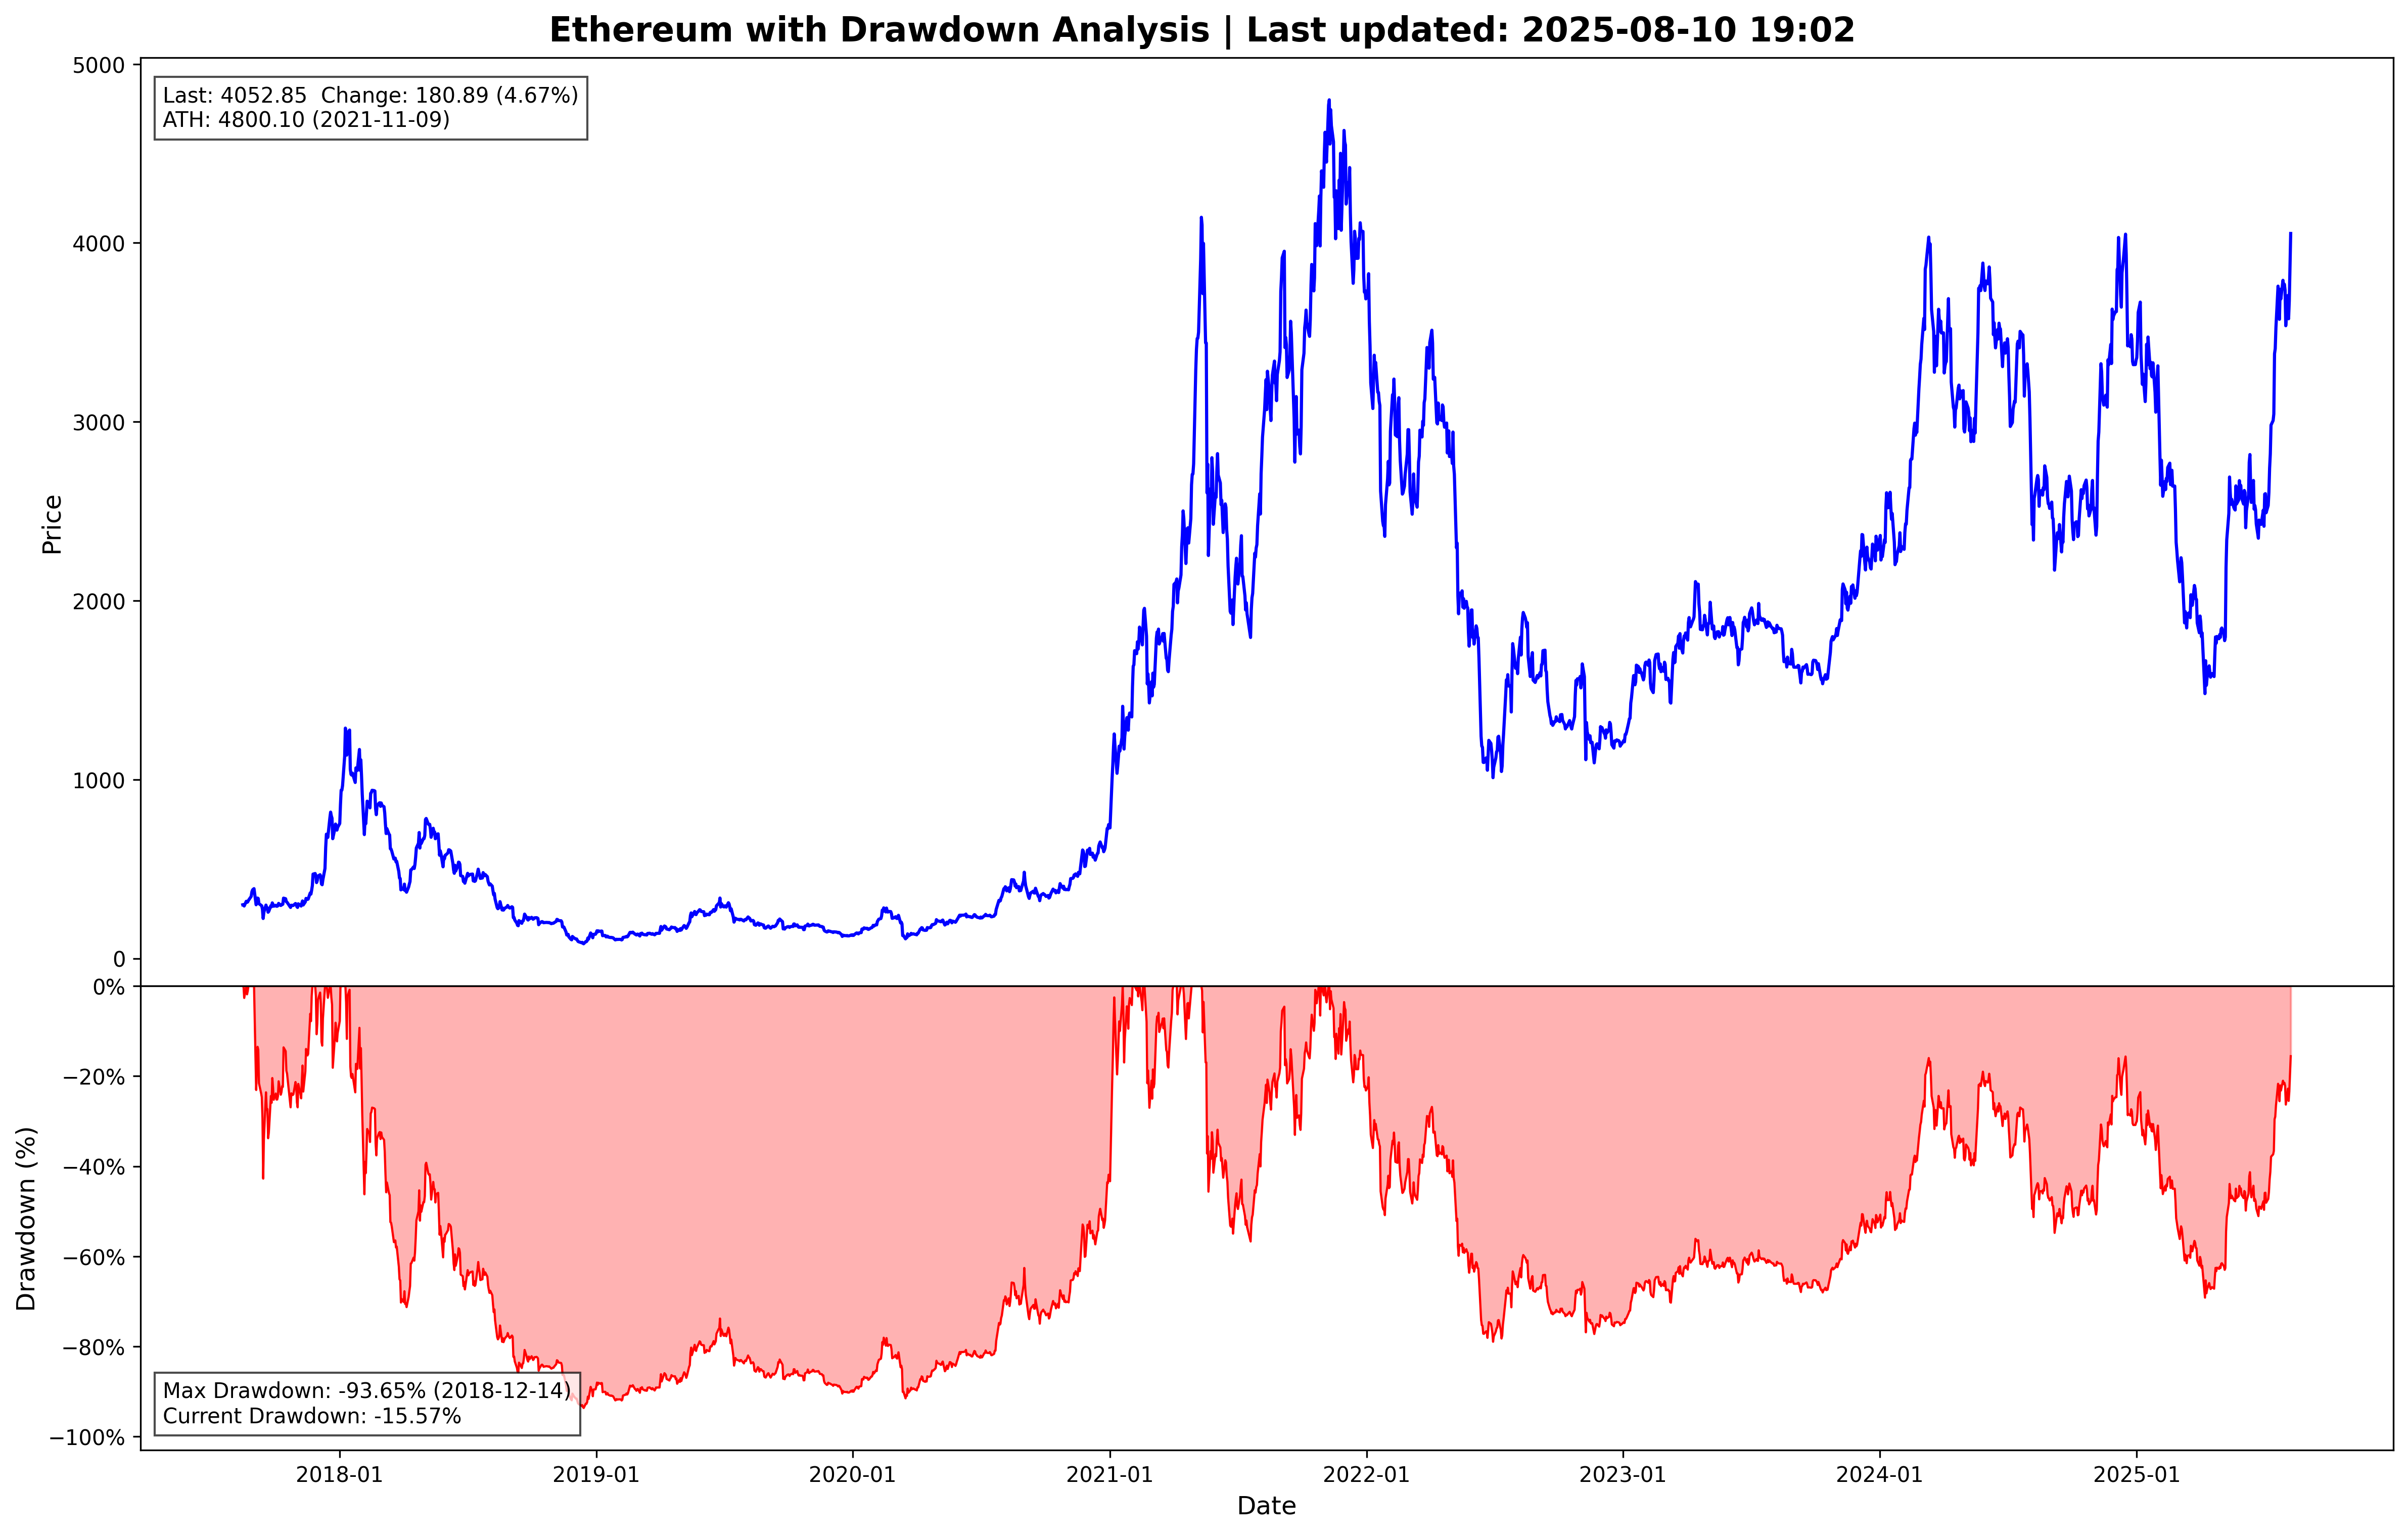 Ethereum with Drawdown Analysis | Last updated: 2025-08-10 19:02
5000
Last: 4052.85  Change: 180.89 (4.67%)
ATH: 4800.10 (2021-11-09)
4000
3000
Price
2000
1000
0
0%
−20%
−40%
Drawdown (%)
−60%
−80%
Max Drawdown: -93.65% (2018-12-14)
Current Drawdown: -15.57%
−100%
2018-01 2019-01 2020-01 2021-01 2022-01 2023-01 2024-01 2025-01
Date